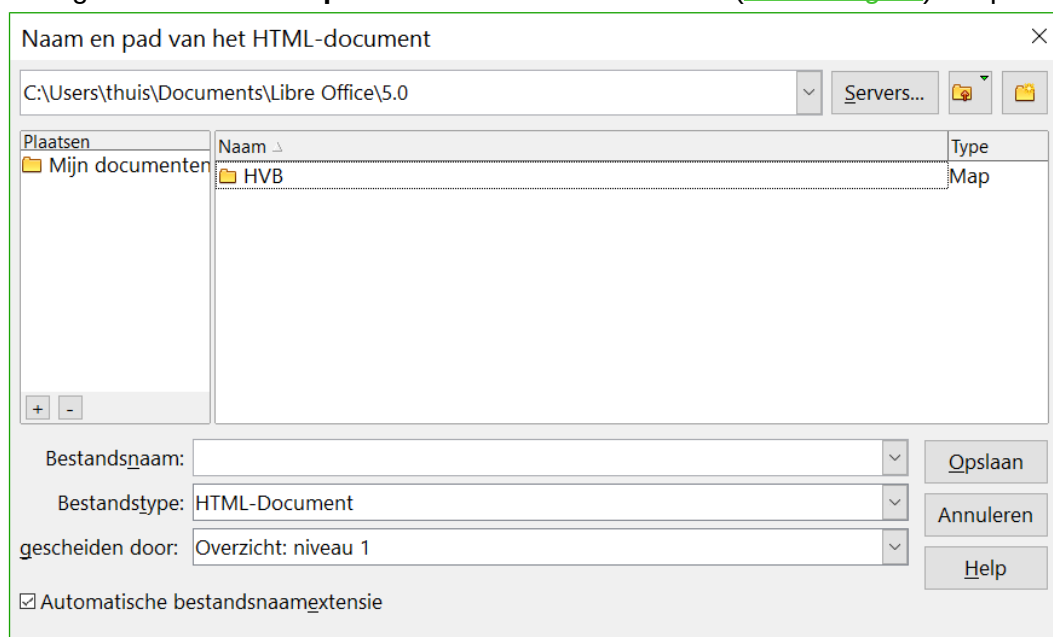 Naam en pad van het HTML-document
C:\Users\thuis\Documents\Libre Office\5.0
Servers...
Plaatsen
Naam
Type
Mijn documenten
HVB
Map
+ -
Bestandsnaam:
Opslaan
Bestandstype: HTML-Document
Annuleren
gescheiden door: Overzicht: niveau 1
Help
Automatische bestandsnaamextensie